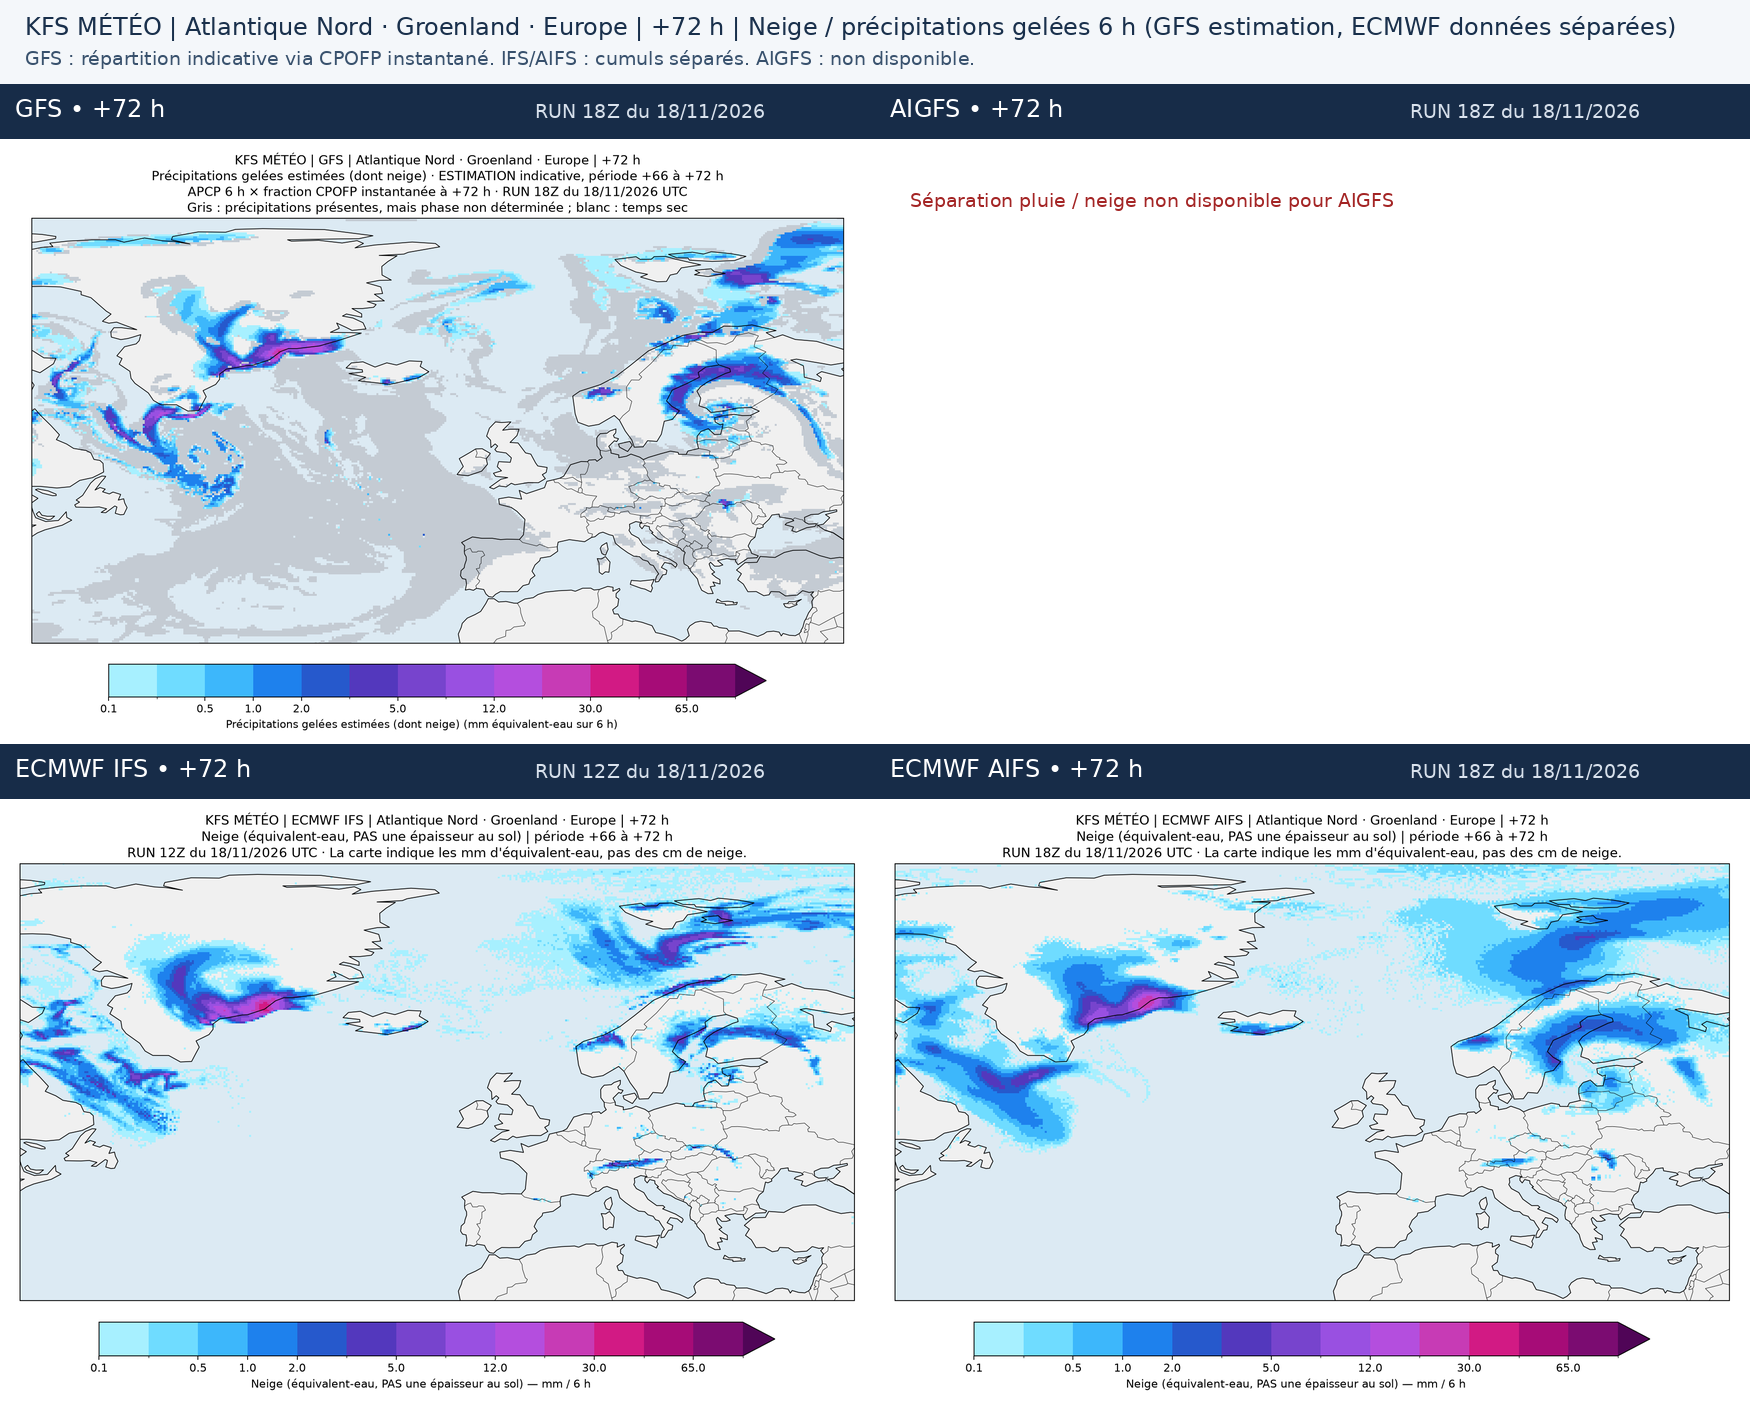 KFS MÉTÉO | Atlantique Nord · Groenland · Europe | +72 h | Neige / précipitations gelées 6 h (GFS estimation, ECMWF données séparées)
GFS : répartition indicative via CPOFP instantané. IFS/AIFS : cumuls séparés. AIGFS : non disponible.
GFS • +72 h
RUN 18Z du 18/11/2026
AIGFS • +72 h
RUN 18Z du 18/11/2026
KFS MÉTÉO | GFS | Atlantique Nord · Groenland · Europe | +72 h
Précipitations gelées estimées (dont neige) · ESTIMATION indicative, période +66 à +72 h
APCP 6 h × fraction CPOFP instantanée à +72 h · RUN 18Z du 18/11/2026 UTC
Gris : précipitations présentes, mais phase non déterminée ; blanc : temps sec
Séparation pluie / neige non disponible pour AIGFS
0.1 0.5 1.0 2.0 5.0 12.0 30.0 65.0
Précipitations gelées estimées (dont neige) (mm équivalent-eau sur 6 h)
ECMWF IFS • +72 h
RUN 12Z du 18/11/2026
ECMWF AIFS • +72 h
RUN 18Z du 18/11/2026
KFS MÉTÉO | ECMWF IFS | Atlantique Nord · Groenland · Europe | +72 h
Neige (équivalent-eau, PAS une épaisseur au sol) | période +66 à +72 h
RUN 12Z du 18/11/2026 UTC · La carte indique les mm d'équivalent-eau, pas des cm de neige.
KFS MÉTÉO | ECMWF AIFS | Atlantique Nord · Groenland · Europe | +72 h
Neige (équivalent-eau, PAS une épaisseur au sol) | période +66 à +72 h
RUN 18Z du 18/11/2026 UTC · La carte indique les mm d'équivalent-eau, pas des cm de neige.
0.1 0.5 1.0 2.0 5.0 12.0 30.0 65.0
Neige (équivalent-eau, PAS une épaisseur au sol) — mm / 6 h
0.1 0.5 1.0 2.0 5.0 12.0 30.0 65.0
Neige (équivalent-eau, PAS une épaisseur au sol) — mm / 6 h